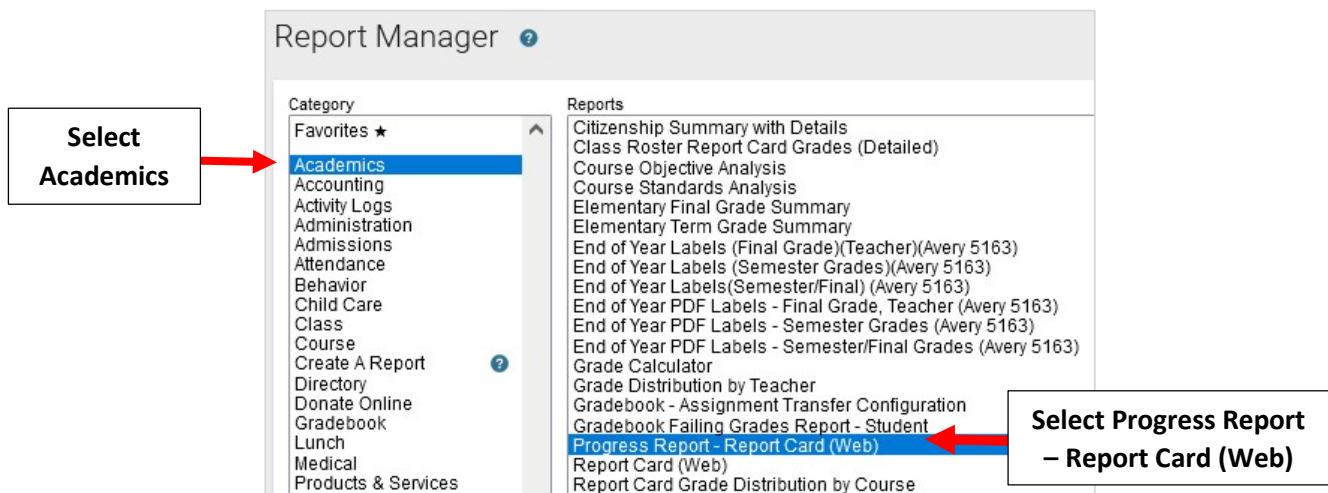 Report Manager ?
Category
Favorites ★
Academics
Accounting
Activity Logs
Administration
Admissions
Attendance
Behavior
Child Care
Class
Course
Create A Report ?
Directory
Donate Online
Gradebook
Lunch
Medical
Products & Services
Reports
Citizenship Summary with Details
Class Roster Report Card Grades (Detailed)
Course Objective Analysis
Course Standards Analysis
Elementary Final Grade Summary
Elementary Term Grade Summary
End of Year Labels (Final Grade)(Teacher)(Avery 5163)
End of Year Labels (Semester Grades)(Avery 5163)
End of Year Labels(Semester/Final) (Avery 5163)
End of Year PDF Labels - Final Grade, Teacher (Avery 5163)
End of Year PDF Labels - Semester Grades (Avery 5163)
End of Year PDF Labels - Semester/Final Grades (Avery 5163)
Grade Calculator
Grade Distribution by Teacher
Gradebook - Assignment Transfer Configuration
Gradebook Failing Grades Report - Student
Progress Report - Report Card (Web)
Report Card (Web)
Report Card Grade Distribution by Course
Select
Academics
Select Progress Report
– Report Card (Web)